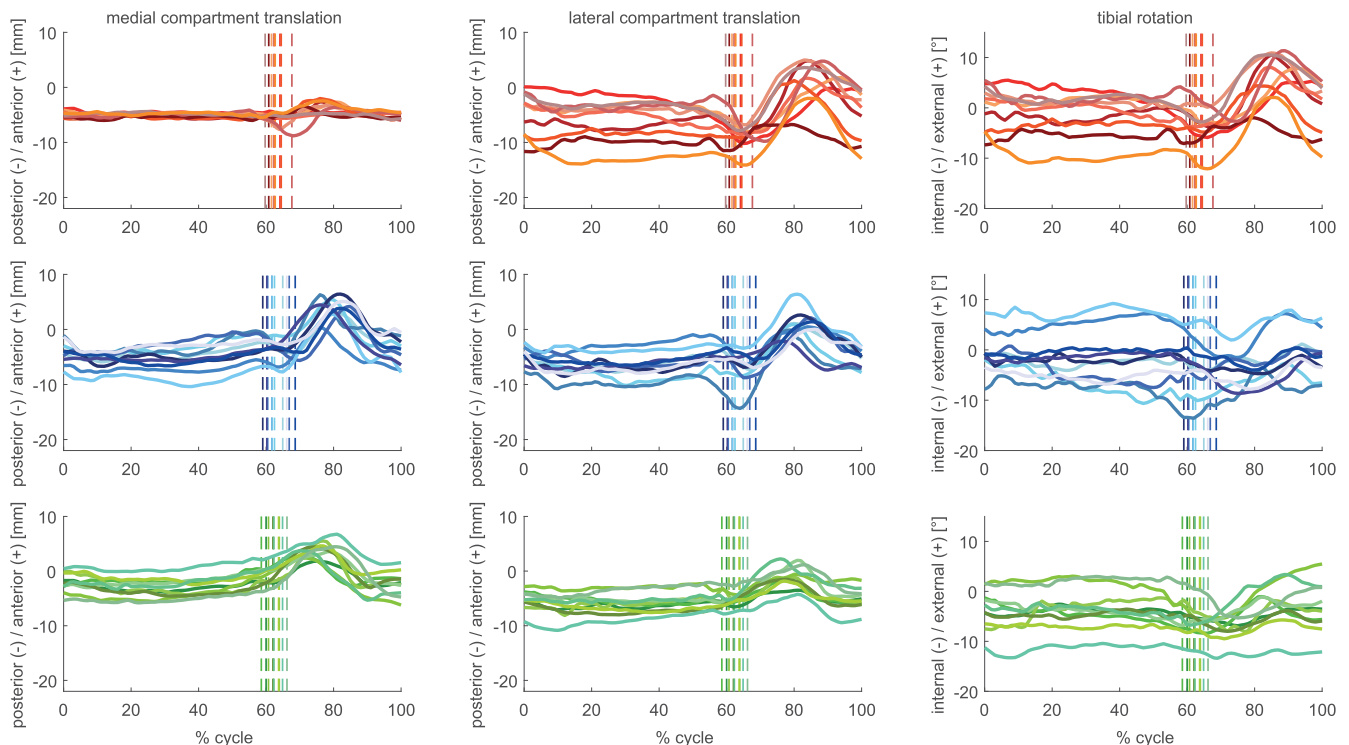 medial compartment translation
lateral compartment translation
tibial rotation
posterior (-) / anterior (+) [mm]
10
0
-10
-20
0 20 40 60 80 100
posterior (-) / anterior (+) [mm]
10
0
-10
-20
0 20 40 60 80 100
internal (-) / external (+) [°]
10
0
-10
-20
0 20 40 60 80 100
posterior (-) / anterior (+) [mm]
10
0
-10
-20
0 20 40 60 80 100
posterior (-) / anterior (+) [mm]
10
0
-10
-20
0 20 40 60 80 100
internal (-) / external (+) [°]
10
0
-10
-20
0 20 40 60 80 100
posterior (-) / anterior (+) [mm]
10
0
-10
-20
0 20 40 60 80 100
% cycle
posterior (-) / anterior (+) [mm]
10
0
-10
-20
0 20 40 60 80 100
% cycle
internal (-) / external (+) [°]
10
0
-10
-20
0 20 40 60 80 100
% cycle